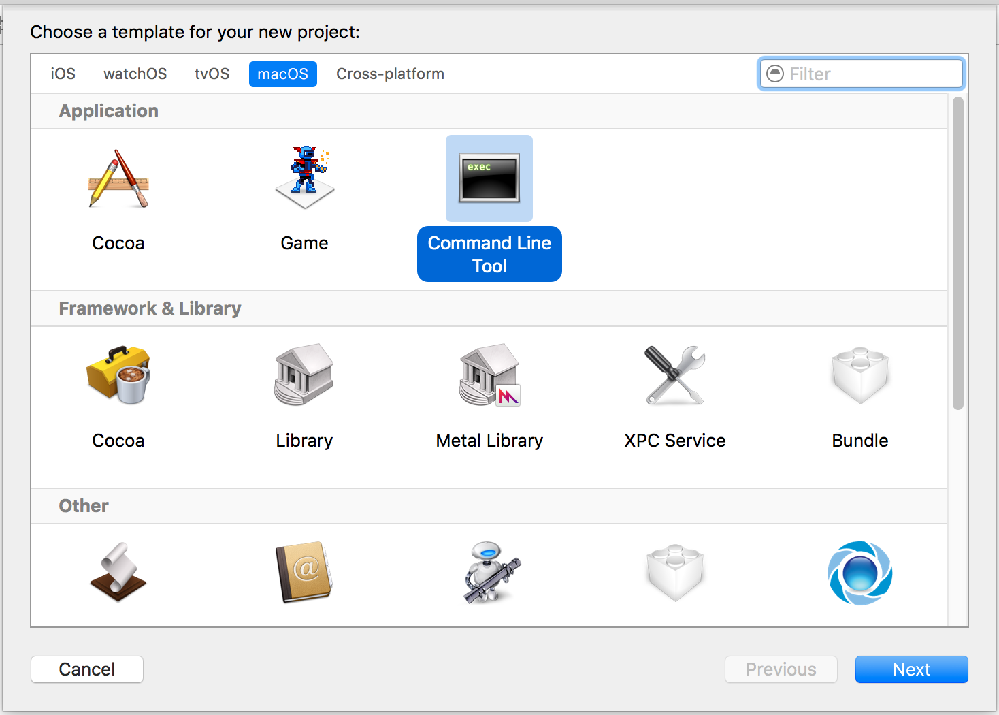 Choose a template for your new project:
iOS watchOS tvOS macOS Cross-platform Filter
Application
exec
Cocoa Game Command Line
Tool
Framework & Library
Cocoa Library Metal Library XPC Service Bundle
Other
@
Cancel Previous Next